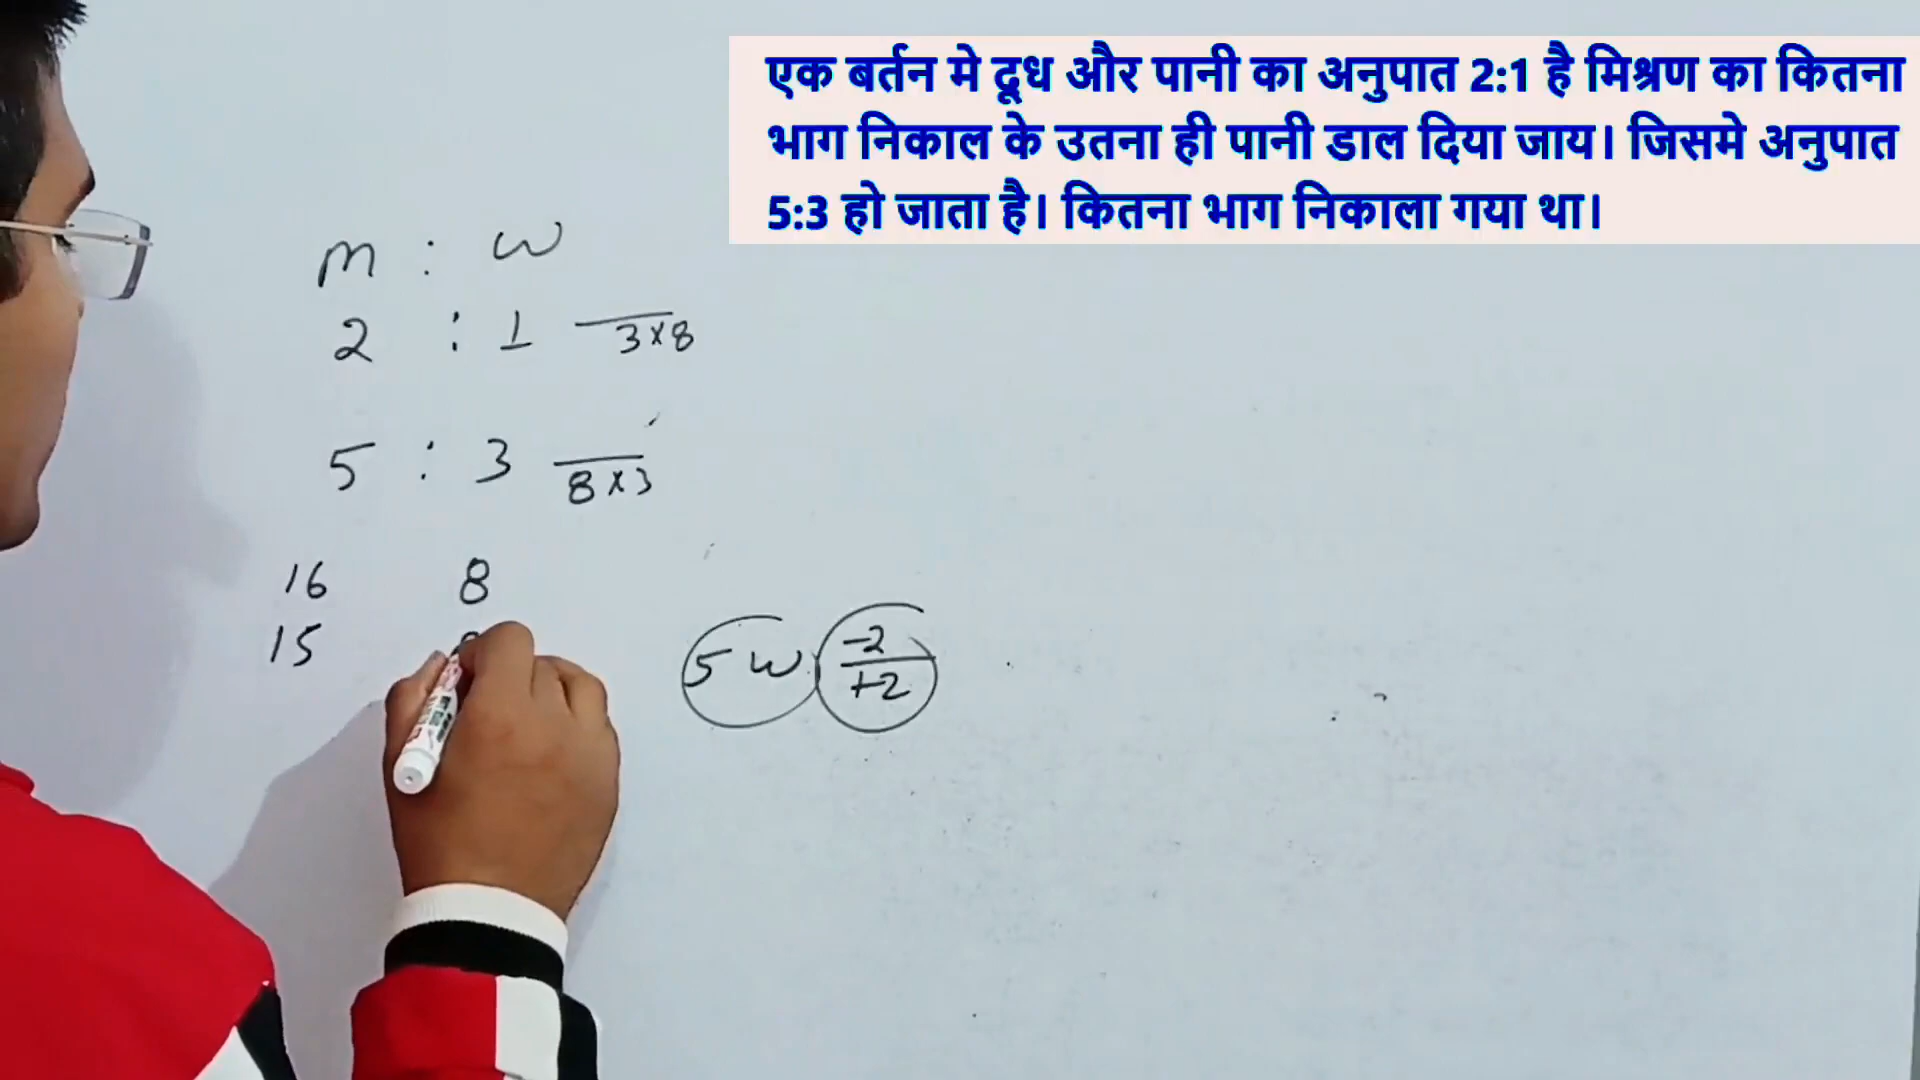 एक बर्तन मे दूध और पानी का अनुपात 2:1 है मिश्रण का कितना
भाग निकाल के उतना ही पानी डाल दिया जाय। जिसमे अनुपात
5:3 हो जाता है। कितना भाग निकाला गया था।
m : w
2 : 1 3×8
5 : 3 8×3
16 8
15
5 w -2
+2